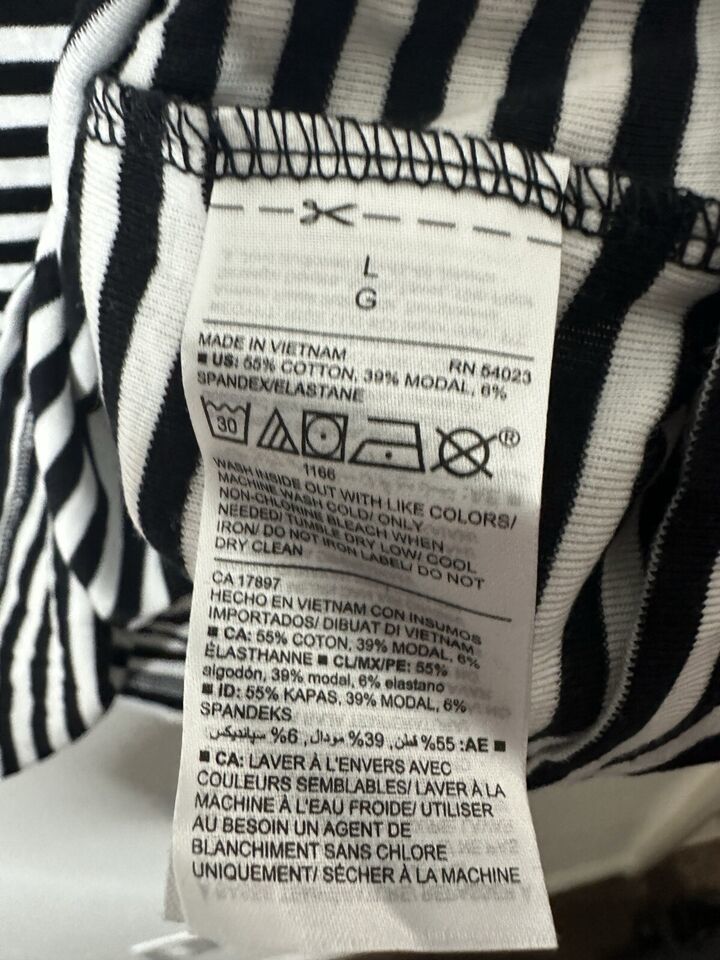 L
G
MADE IN VIETNAM RN 54023
■ US: 55% COTTON, 39% MODAL, 6%
SPANDEX/ELASTANE
30
®
1166
WASH INSIDE OUT WITH LIKE COLORS/
MACHINE WASH COLD/ ONLY
NON-CHLORINE BLEACH WHEN
NEEDED/ TUMBLE DRY LOW/ COOL
IRON/ DO NOT IRON LABEL/ DO NOT
DRY CLEAN
CA 17897
HECHO EN VIETNAM CON INSUMOS
IMPORTADOS/ DIBUAT DI VIETNAM
■ CA: 55% COTON, 39% MODAL, 6%
ÉLASTHANNE ■ CL/MX/PE: 55%
algodón, 39% modal, 6% elastano
■ ID: 55% KAPAS, 39% MODAL, 6%
SPANDEKS
■ AE: 55% قطن, 39% مودال, 6% سبانديكس
■ CA: LAVER À L'ENVERS AVEC
COULEURS SEMBLABLES/ LAVER À LA
MACHINE À L'EAU FROIDE/ UTILISER
AU BESOIN UN AGENT DE
BLANCHIMENT SANS CHLORE
UNIQUEMENT/ SÉCHER À LA MACHINE